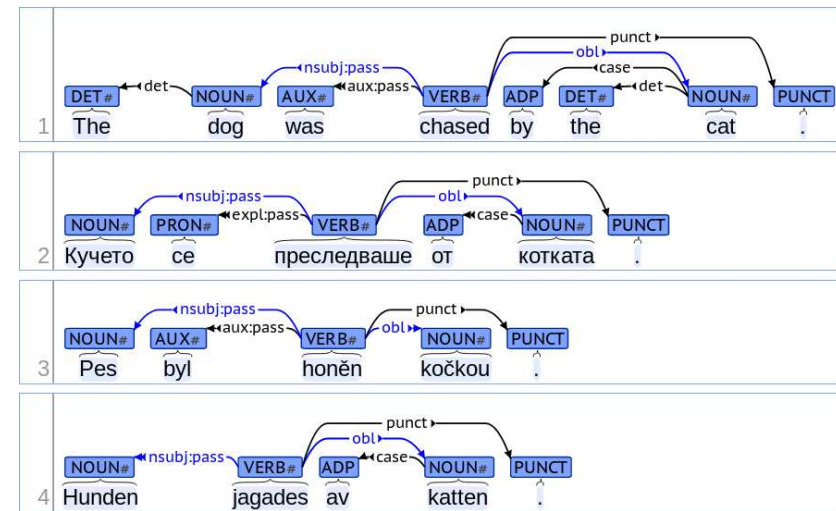 punct
obl
nsubj:pass case
det aux:pass det
DET# NOUN# AUX# VERB# ADP DET# NOUN# PUNCT
1 The dog was chased by the cat .
punct
nsubj:pass obl
expl:pass case
NOUN# PRON# VERB# ADP NOUN# PUNCT
2 Кучето се преследваше от котката .
nsubj:pass punct
aux:pass obl
NOUN# AUX# VERB# NOUN# PUNCT
3 Pes byl honěn kočkou .
punct
obl
nsubj:pass case
NOUN# VERB# ADP NOUN# PUNCT
4 Hunden jagades av katten .